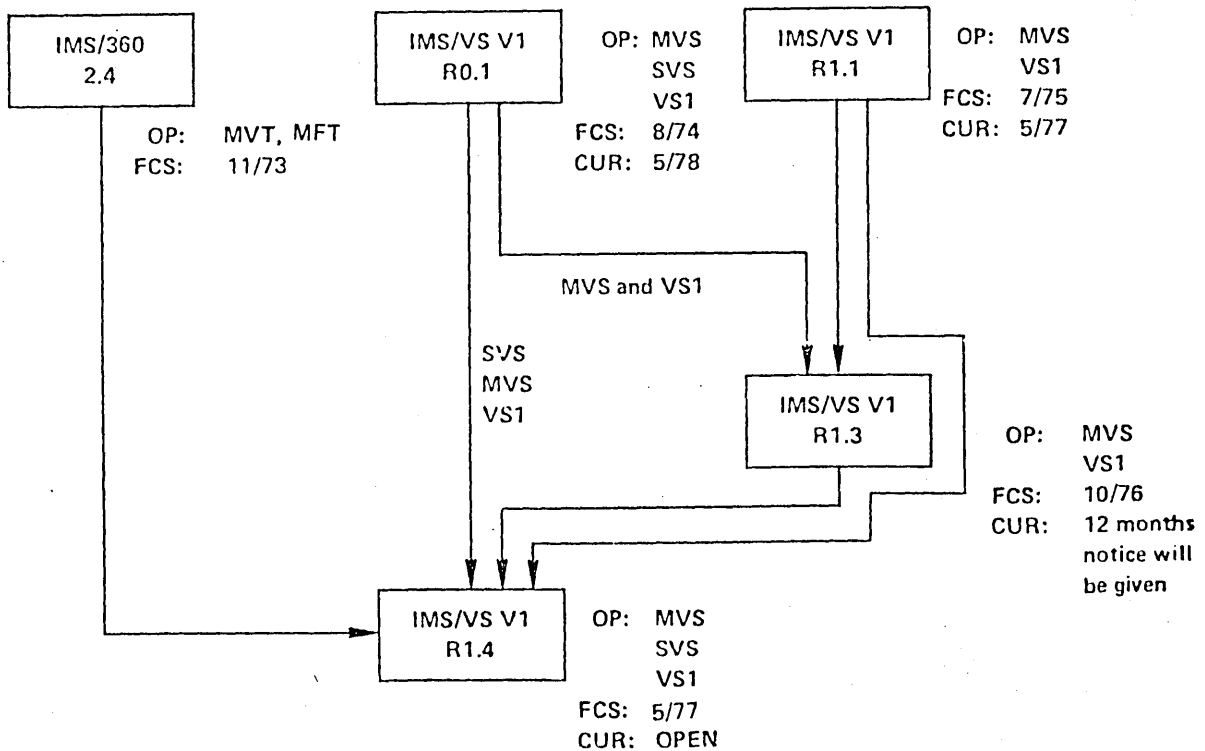 IMS/360
2.4
OP: MVT, MFT
FCS: 11/73
IMS/VS V1
R0.1
OP: MVS
SVS
VS1
FCS: 8/74
CUR: 5/78
IMS/VS V1
R1.1
OP: MVS
VS1
FCS: 7/75
CUR: 5/77
MVS and VS1
SVS
MVS
VS1
IMS/VS V1
R1.3
OP: MVS
VS1
FCS: 10/76
CUR: 12 months
notice will
be given
IMS/VS V1
R1.4
OP: MVS
SVS
VS1
FCS: 5/77
CUR: OPEN